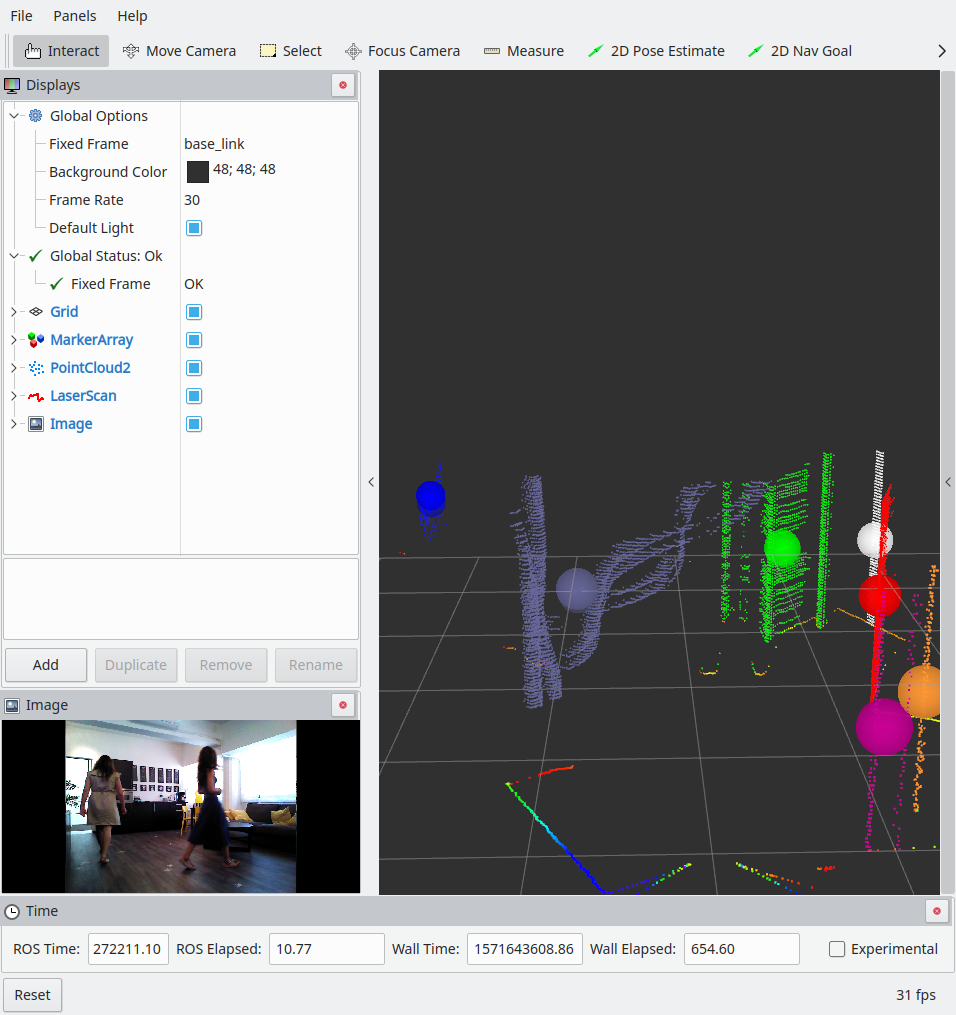 File Panels Help
Interact Move Camera Select Focus Camera Measure 2D Pose Estimate 2D Nav Goal
Displays
Global Options
Fixed Frame base_link
Background Color 48; 48; 48
Frame Rate 30
Default Light
Global Status: Ok
Fixed Frame OK
Grid
MarkerArray
PointCloud2
LaserScan
Image
Add Duplicate Remove Rename
Image
Time
ROS Time: 272211.10 ROS Elapsed: 10.77 Wall Time: 1571643608.86 Wall Elapsed: 654.60 Experimental
Reset 31 fps